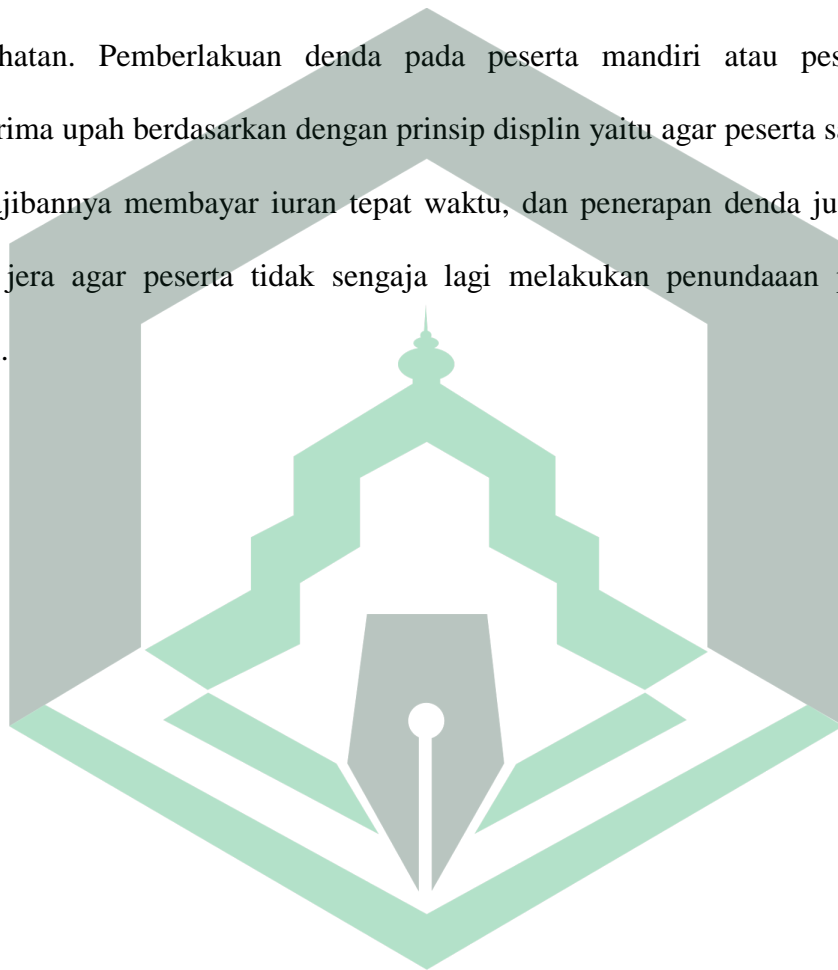 hatan. Pemberlakuan denda pada peserta mandiri atau pes
rima upah berdasarkan dengan prinsip displin yaitu agar peserta s
jibannya membayar iuran tepat waktu, dan penerapan denda ju
jera agar peserta tidak sengaja lagi melakukan penundaaan
.